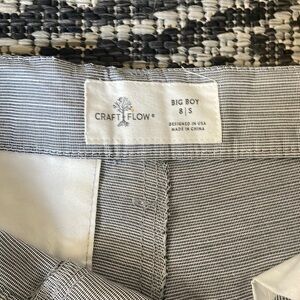 CRAFT FLOW®
BIG BOY
8|S
DESIGNED IN USA
MADE IN CHINA